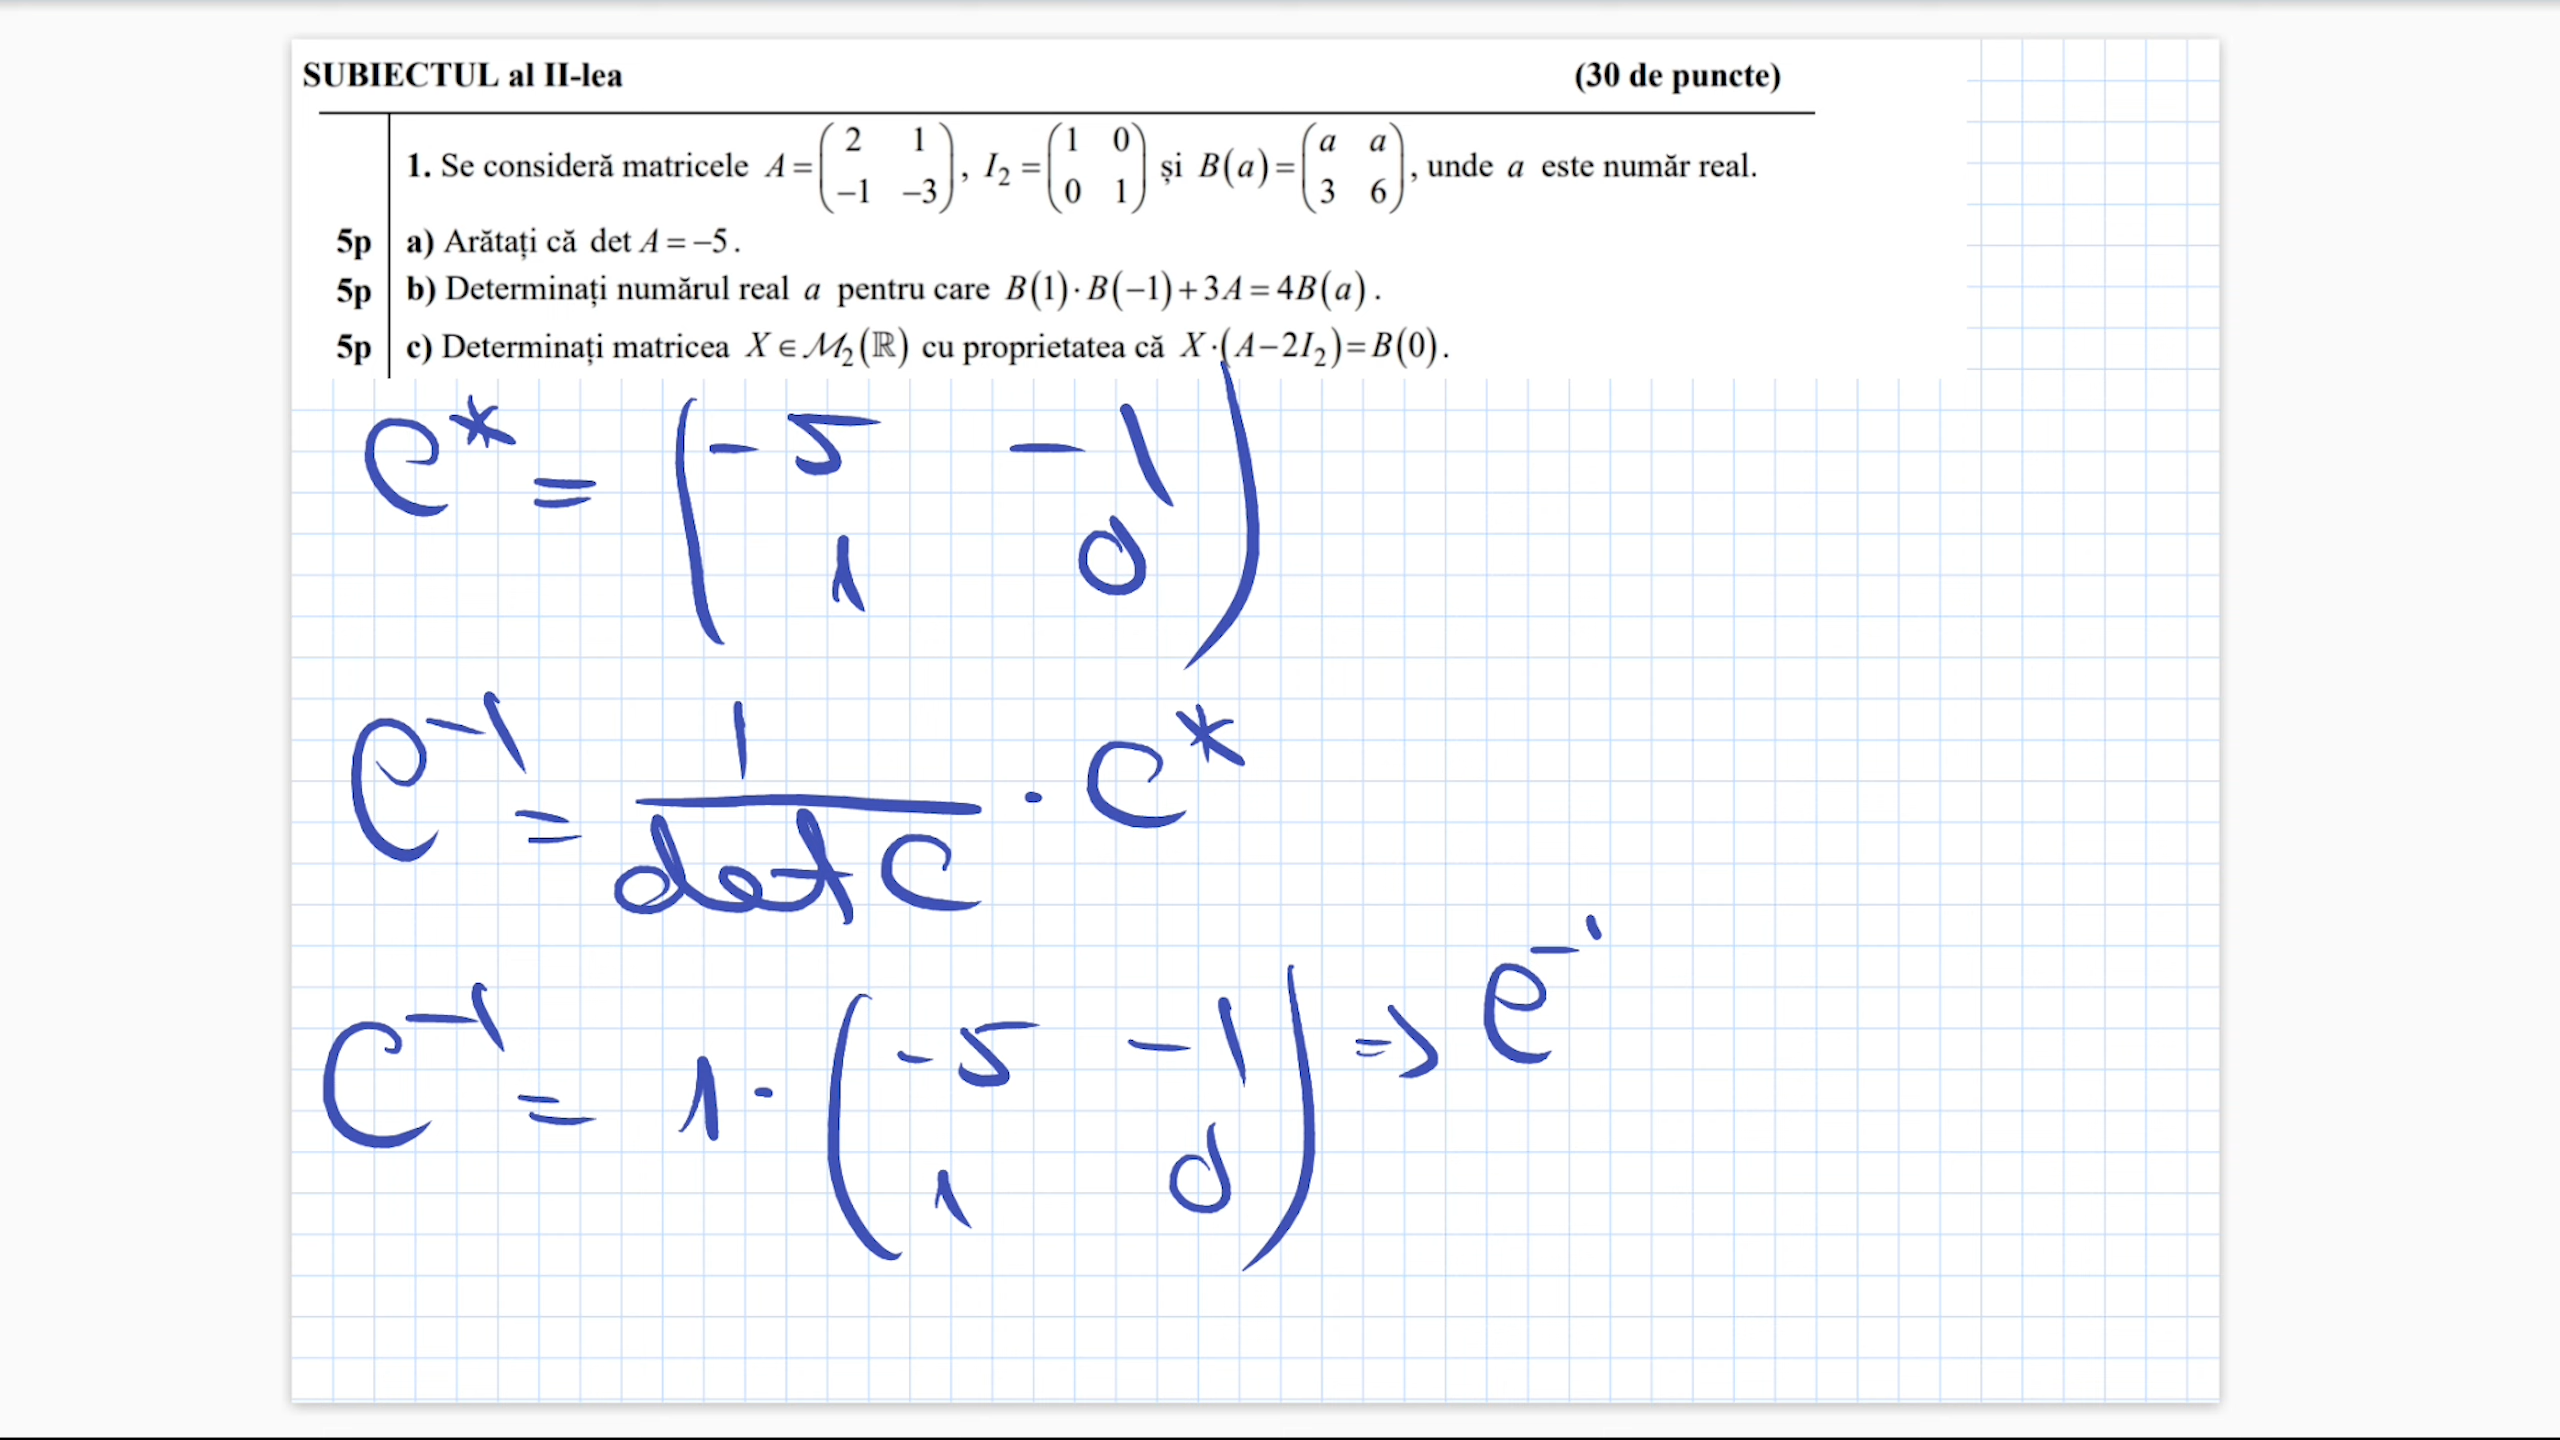 SUBIECTUL al II-lea (30 de puncte)
1. Se consideră matricele A = (2 1 ; −1 −3), I₂ = (1 0 ; 0 1) și B(a) = (a a ; 3 6), unde a este număr real.
5p a) Arătați că det A = −5.
5p b) Determinați numărul real a pentru care B(1)·B(−1)+3A = 4B(a).
5p c) Determinați matricea X ∈ M₂(ℝ) cu proprietatea că X·(A−2I₂) = B(0).
C* = (-5 -1 ; 1 0)
C⁻¹ = 1/det C · C*
C⁻¹ = 1 · (-5 -1 ; 1 0) => C⁻¹